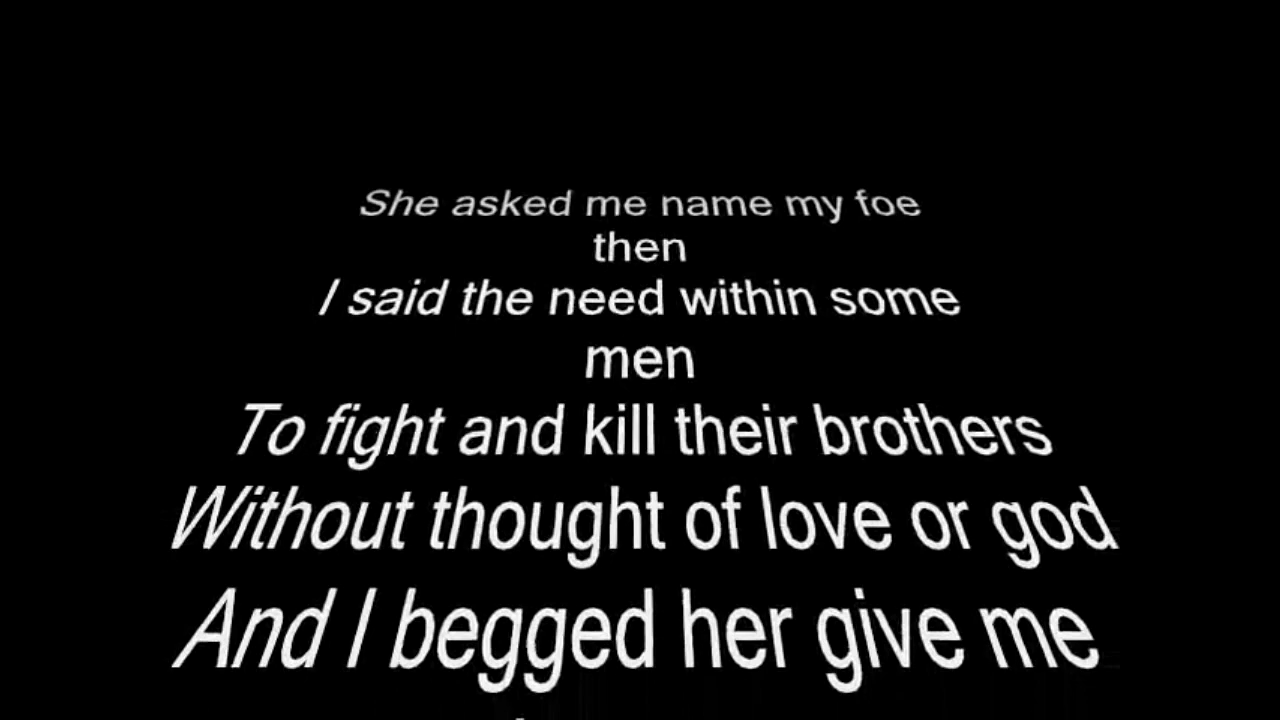 She asked me name my foe
then
I said the need within some
men
To fight and kill their brothers
Without thought of love or god
And I begged her give me